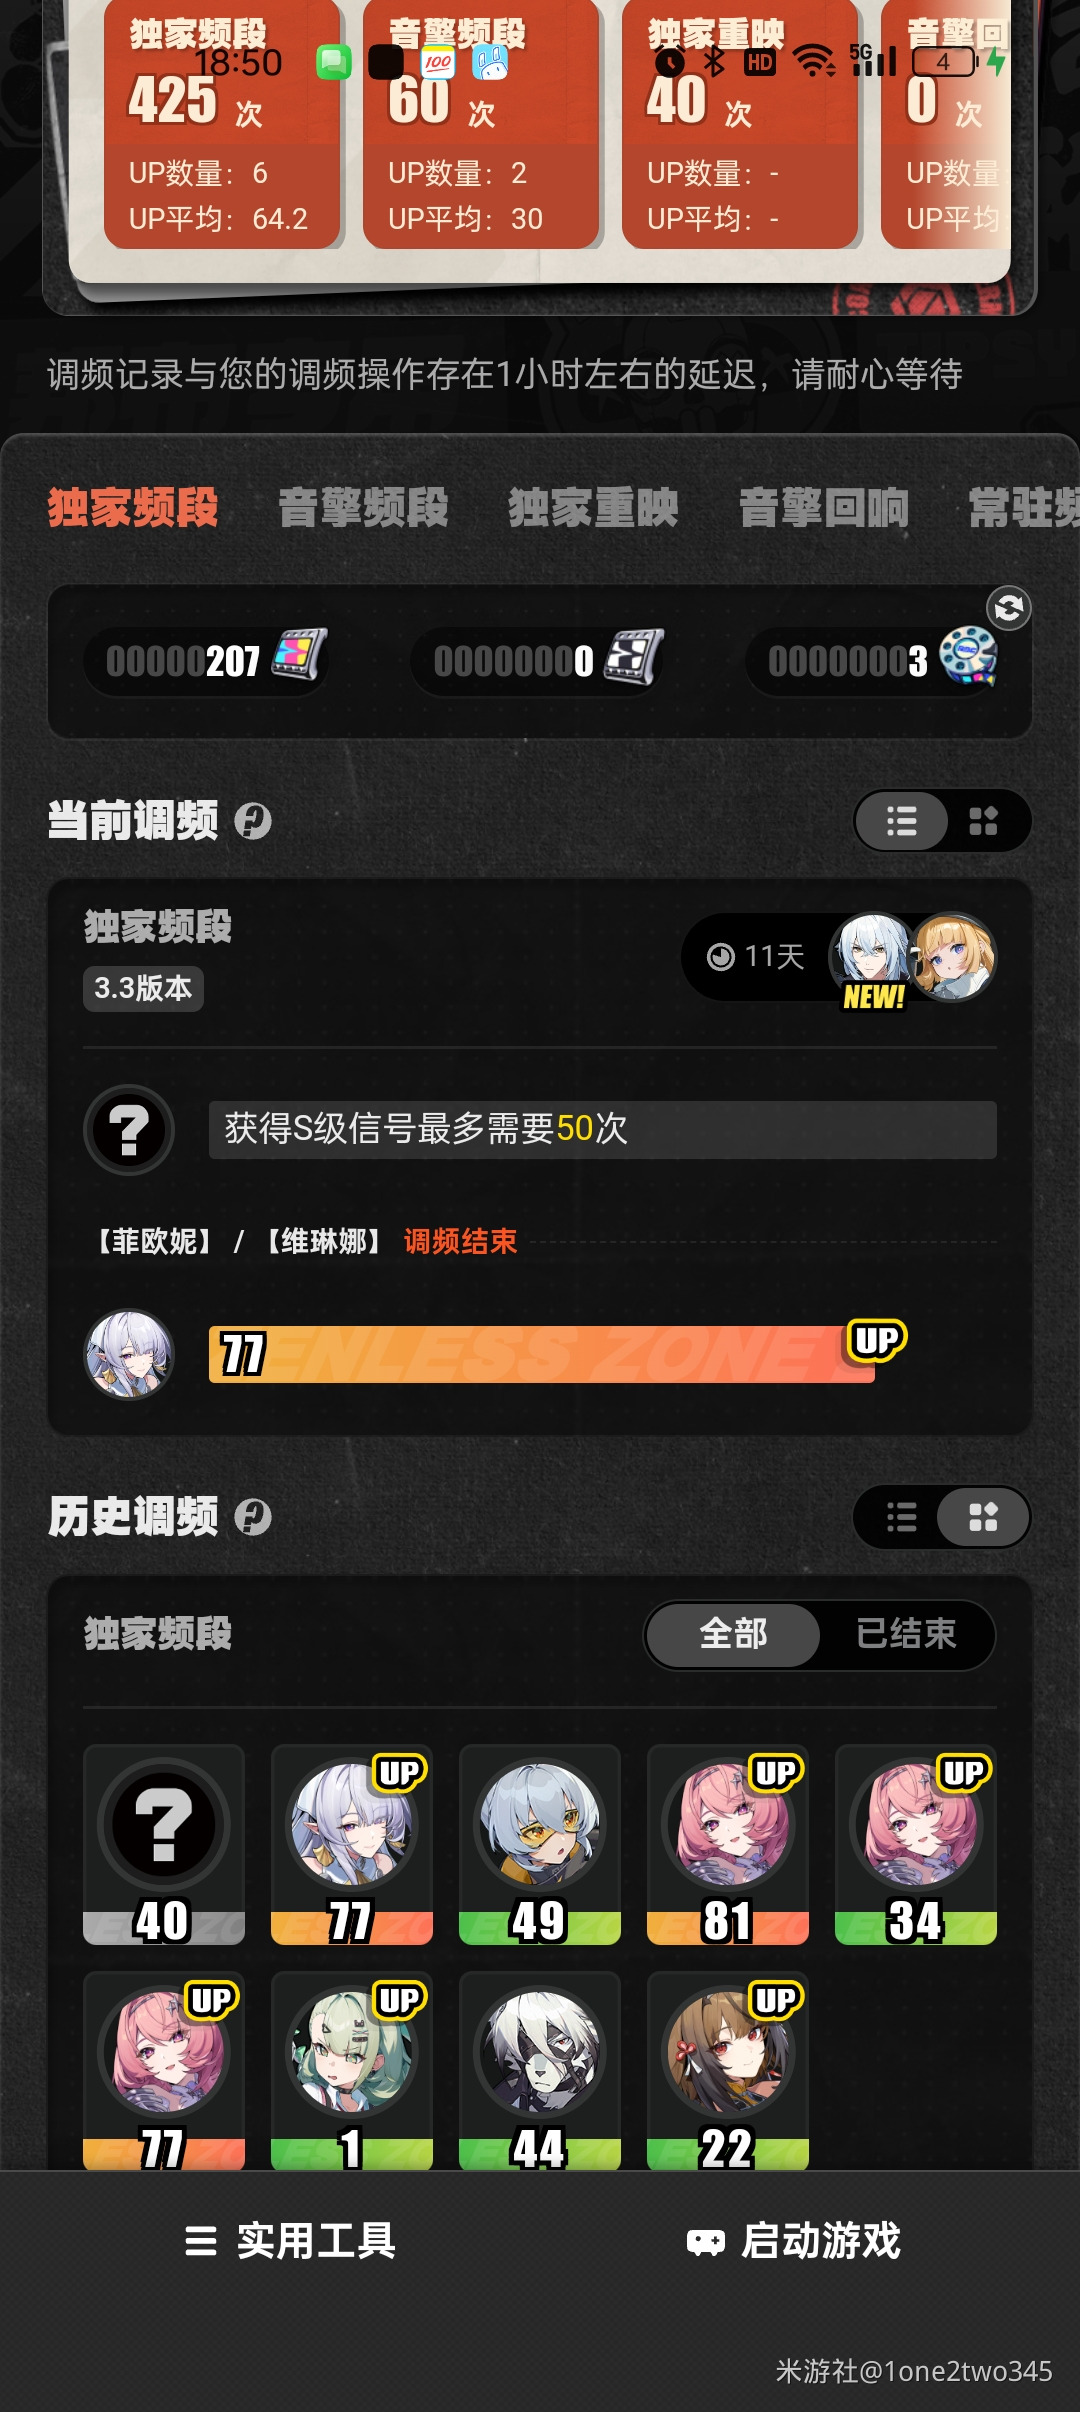 独家频段
音擎频段
独家重映
音擎回
18:50
100
HD
5G
4
425 次
60 次
40 次
0 次
UP数量：6
UP数量：2
UP数量：-
UP数量:
UP平均：64.2
UP平均：30
UP平均：-
UP平均:
调频记录与您的调频操作存在1小时左右的延迟，请耐心等待
独家频段 音擎频段 独家重映 音擎回响 常驻频
00000207
00000000
00000003
当前调频
独家频段
3.3版本
11天
NEW!
?
获得S级信号最多需要50次
【菲欧妮】 / 【维琳娜】 调频结束
77
ENLESS ZONE
UP
历史调频
独家频段
全部 已结束
?
UP
UP
UP
40 77 49 81 34
UP
UP
UP
77 1 44 22
实用工具
启动游戏
米游社@1one2two345